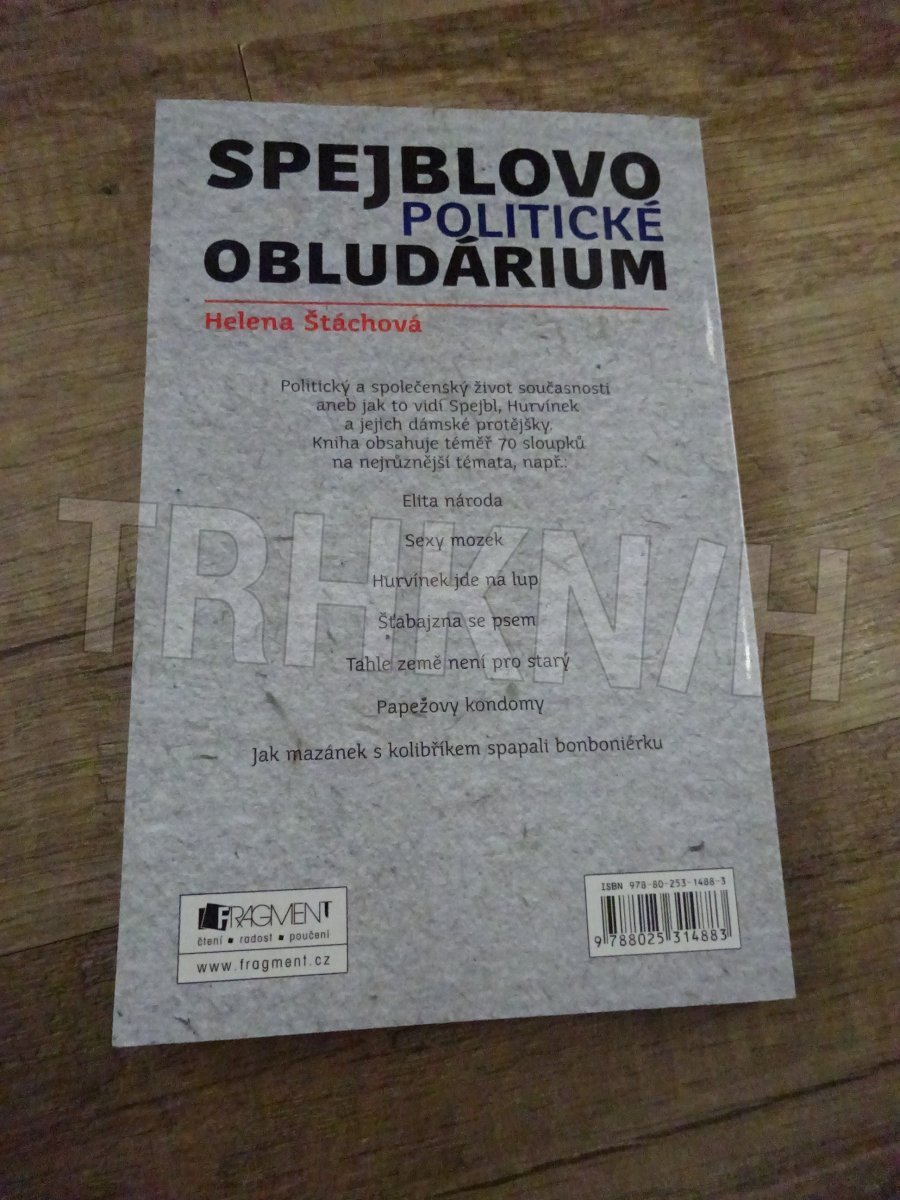 SPEJBLOVO
POLITICKÉ
OBLUDÁRIUM
Helena Štáchová
Politický a společenský život současnosti
aneb jak to vidí Spejbl, Hurvínek
a jejich dámské protějšky.
Kniha obsahuje téměř 70 sloupků
na nejrůznější témata, např.:
Elita národa
Sexy mozek
Hurvínek jde na lup
Šťabajzna se psem
Tahle země není pro starý
Papežovy kondomy
Jak mazánek s kolibříkem spapali bonboniérku
TRHKNIH
FRAGMENT
čtení ▪ radost ▪ poučení
www.fragment.cz
ISBN 978-80-253-1488-3
9 788025 314883